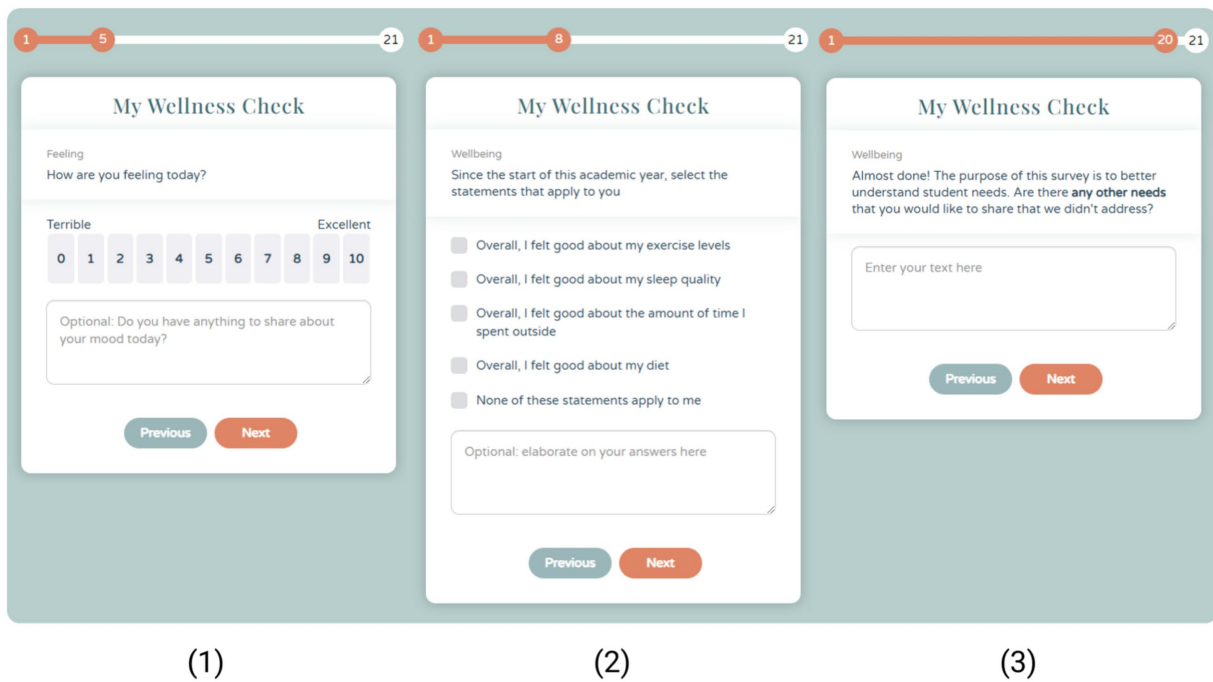 1 5 21
My Wellness Check
Feeling
How are you feeling today?
Terrible Excellent
0 1 2 3 4 5 6 7 8 9 10
Optional: Do you have anything to share about
your mood today?
Previous Next
(1)
1 8 21
My Wellness Check
Wellbeing
Since the start of this academic year, select the
statements that apply to you
Overall, I felt good about my exercise levels
Overall, I felt good about my sleep quality
Overall, I felt good about the amount of time I
spent outside
Overall, I felt good about my diet
None of these statements apply to me
Optional: elaborate on your answers here
Previous Next
(2)
1 20 21
My Wellness Check
Wellbeing
Almost done! The purpose of this survey is to better
understand student needs. Are there any other needs
that you would like to share that we didn't address?
Enter your text here
Previous Next
(3)